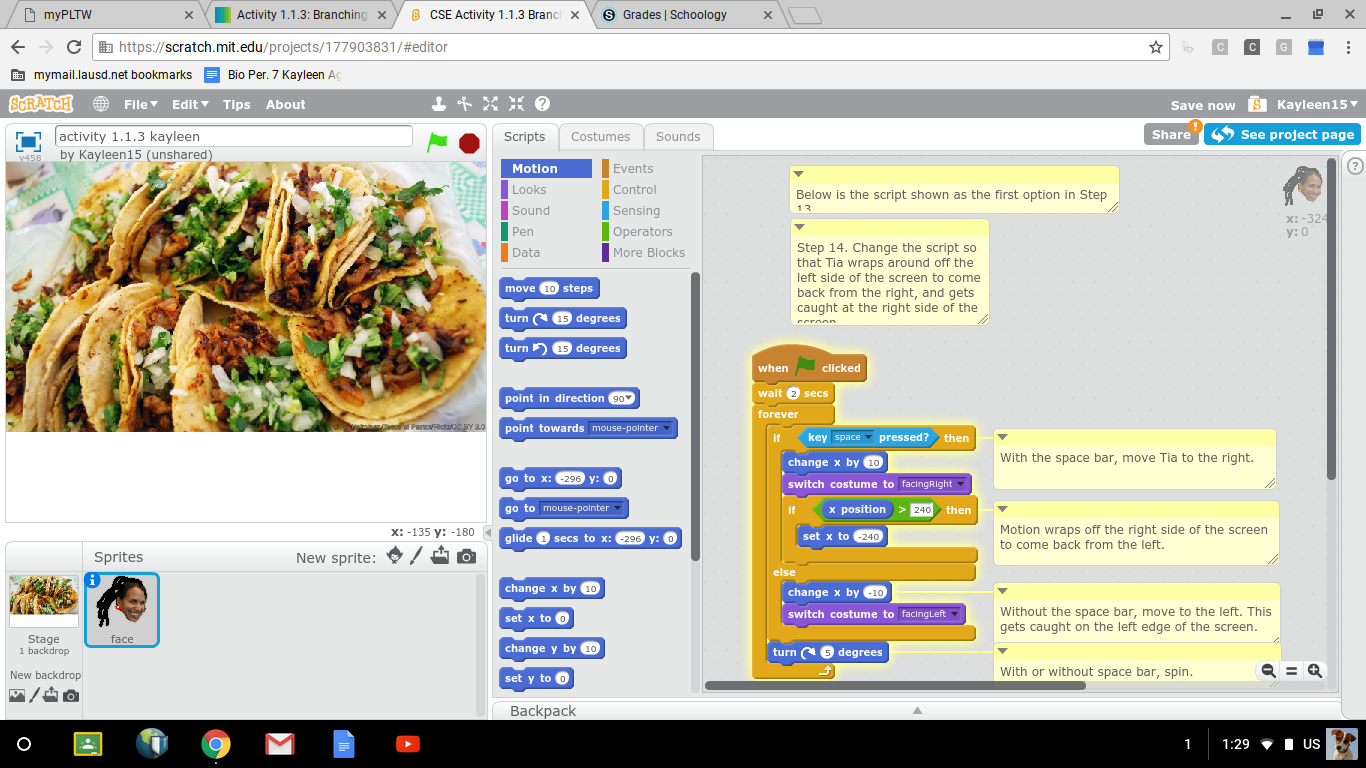 myPLTW
Activity 1.1.3: Branching
CSE Activity 1.1.3 Branc
Grades | Schoology
https://scratch.mit.edu/projects/177903831/#editor
mymail.lausd.net bookmarks
Bio Per. 7 Kayleen Ag
SCRATCH
File
Edit
Tips
About
Save now
Kayleen15
v458
activity 1.1.3 kayleen
by Kayleen15 (unshared)
Scripts
Costumes
Sounds
Share
!
See project page
Motion
Events
Looks
Control
Sound
Sensing
Pen
Operators
Data
More Blocks
move 10 steps
turn 15 degrees
turn 15 degrees
point in direction 90
point towards mouse-pointer
go to x: -296 y: 0
go to mouse-pointer
glide 1 secs to x: -296 y: 0
change x by 10
set x to 0
change y by 10
set y to 0
Below is the script shown as the first option in Step
13.
x: -324
y: 0
Step 14. Change the script so
that Tia wraps around off the
left side of the screen to come
back from the right, and gets
caught at the right side of the
screen.
when clicked
wait 2 secs
forever
if key space pressed? then
change x by 10
switch costume to facingRight
if x position > 240 then
set x to -240
else
change x by -10
switch costume to facingLeft
turn 5 degrees
With the space bar, move Tia to the right.
Motion wraps off the right side of the screen
to come back from the left.
Without the space bar, move to the left. This
gets caught on the left edge of the screen.
With or without space bar, spin.
x: -135 y: -180
Sprites
New sprite:
Stage
1 backdrop
New backdrop
face
Backpack
1
1:29
US